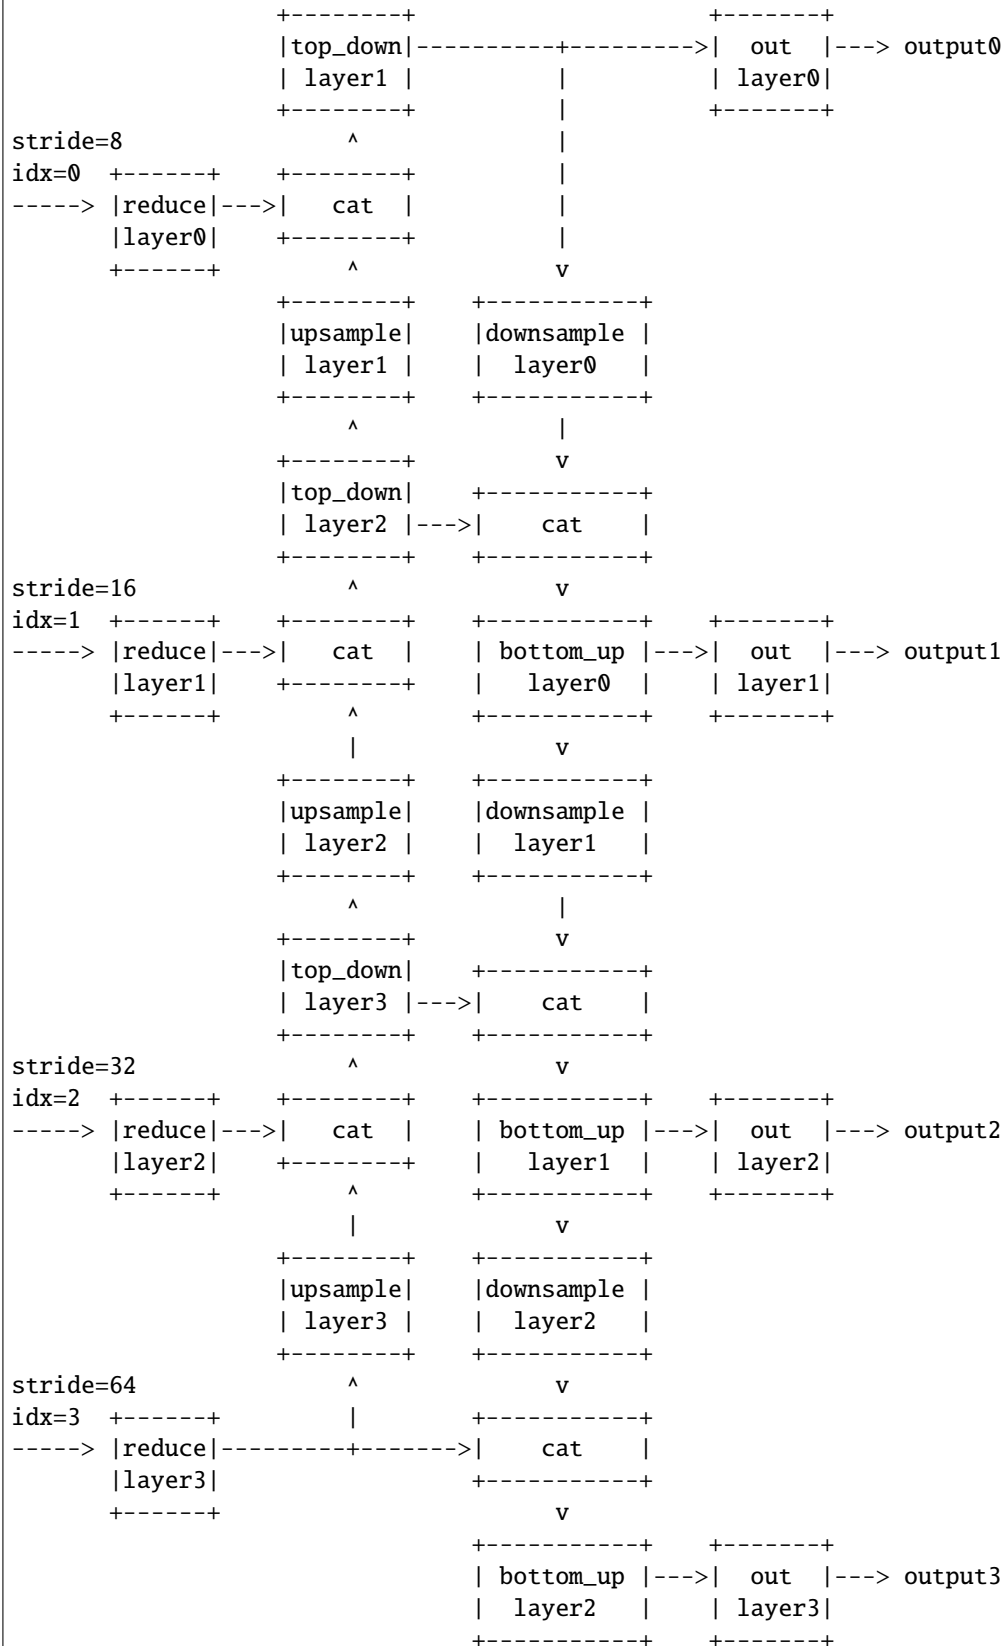 +--------+                   +-------+
                 |top_down|----------+--------->|  out  |---> output0
                 | layer1 |          |         | layer0|
                 +--------+          |         +-------+
stride=8              ^              |
idx=0  +------+    +--------+          |
-----> |reduce|--->|   cat  |          |
       |layer0|    +--------+          |
       +------+         ^              v
                 +--------+    +-----------+
                 |upsample|    |downsample |
                 | layer1 |    |  layer0   |
                 +--------+    +-----------+
                      ^              |
                 +--------+          v
                 |top_down|    +-----------+
                 | layer2 |--->|    cat    |
                 +--------+    +-----------+
stride=16             ^              v
idx=1  +------+    +--------+    +-----------+    +-------+
-----> |reduce|--->|   cat  |    | bottom_up |--->|  out  |---> output1
       |layer1|    +--------+    |   layer0  |    | layer1|
       +------+         ^        +-----------+    +-------+
                      |              v
                 +--------+    +-----------+
                 |upsample|    |downsample |
                 | layer2 |    |  layer1   |
                 +--------+    +-----------+
                      ^              |
                 +--------+          v
                 |top_down|    +-----------+
                 | layer3 |--->|    cat    |
                 +--------+    +-----------+
stride=32             ^              v
idx=2  +------+    +--------+    +-----------+    +-------+
-----> |reduce|--->|   cat  |    | bottom_up |--->|  out  |---> output2
       |layer2|    +--------+    |   layer1  |    | layer2|
       +------+         ^        +-----------+    +-------+
                      |              v
                 +--------+    +-----------+
                 |upsample|    |downsample |
                 | layer3 |    |  layer2   |
                 +--------+    +-----------+
stride=64             ^              v
idx=3  +------+         |        +-----------+
-----> |reduce|---------+------->|    cat    |
       |layer3|                  +-----------+
       +------+                       v
                               +-----------+    +-------+
                               | bottom_up |--->|  out  |---> output3
                               |  layer2   |    | layer3|
                               +-----------+    +-------+